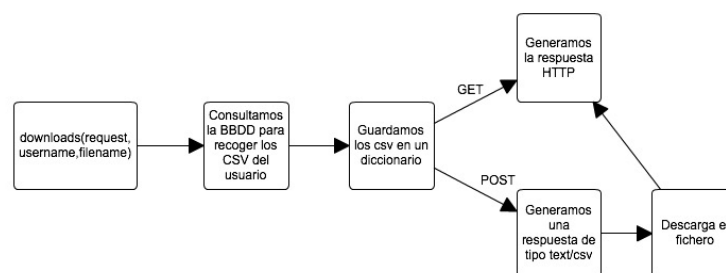 Generamos
la respuesta
HTTP
GET
downloads(request,
username,filename)
Consultamos
la BBDD para
recoger los
CSV del
usuario
Guardamos
los csv en un
diccionario
POST
Generamos
una
respuesta de
tipo text/csv
Descarga e
fichero